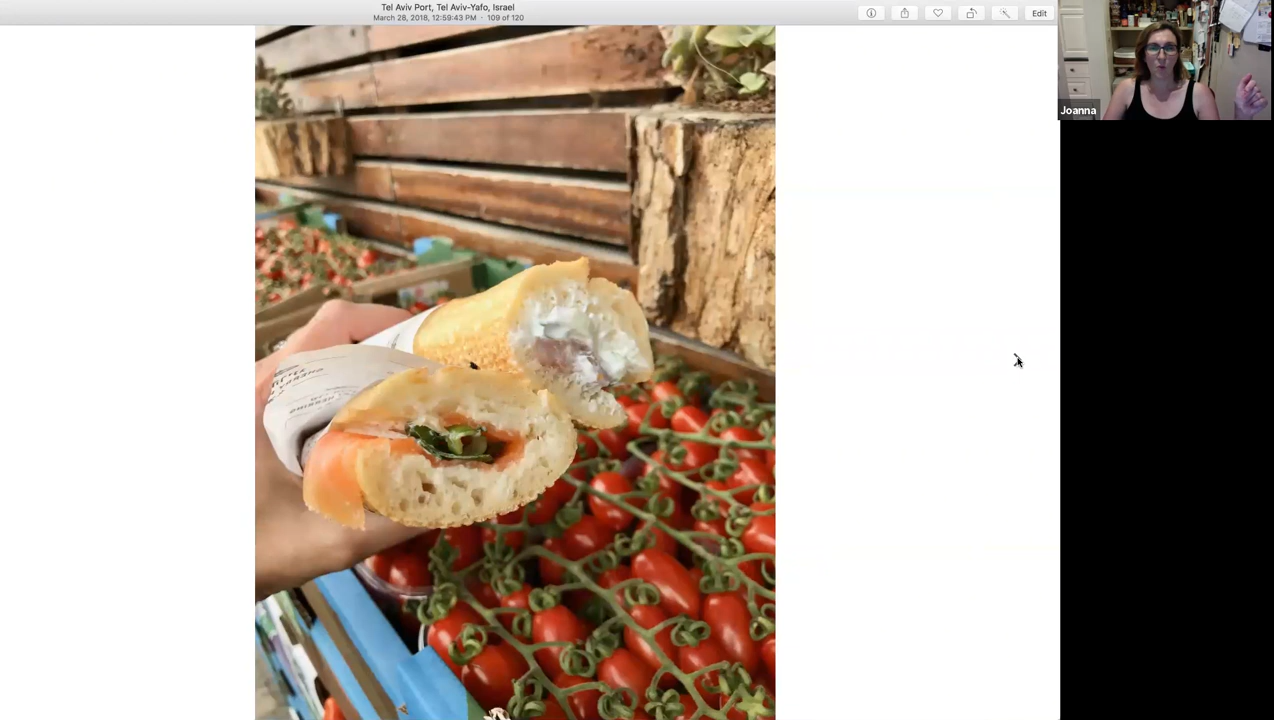 Tel Aviv Port, Tel Aviv-Yafo, Israel
March 28, 2018, 12:59:43 PM · 109 of 120
Edit
Joanna